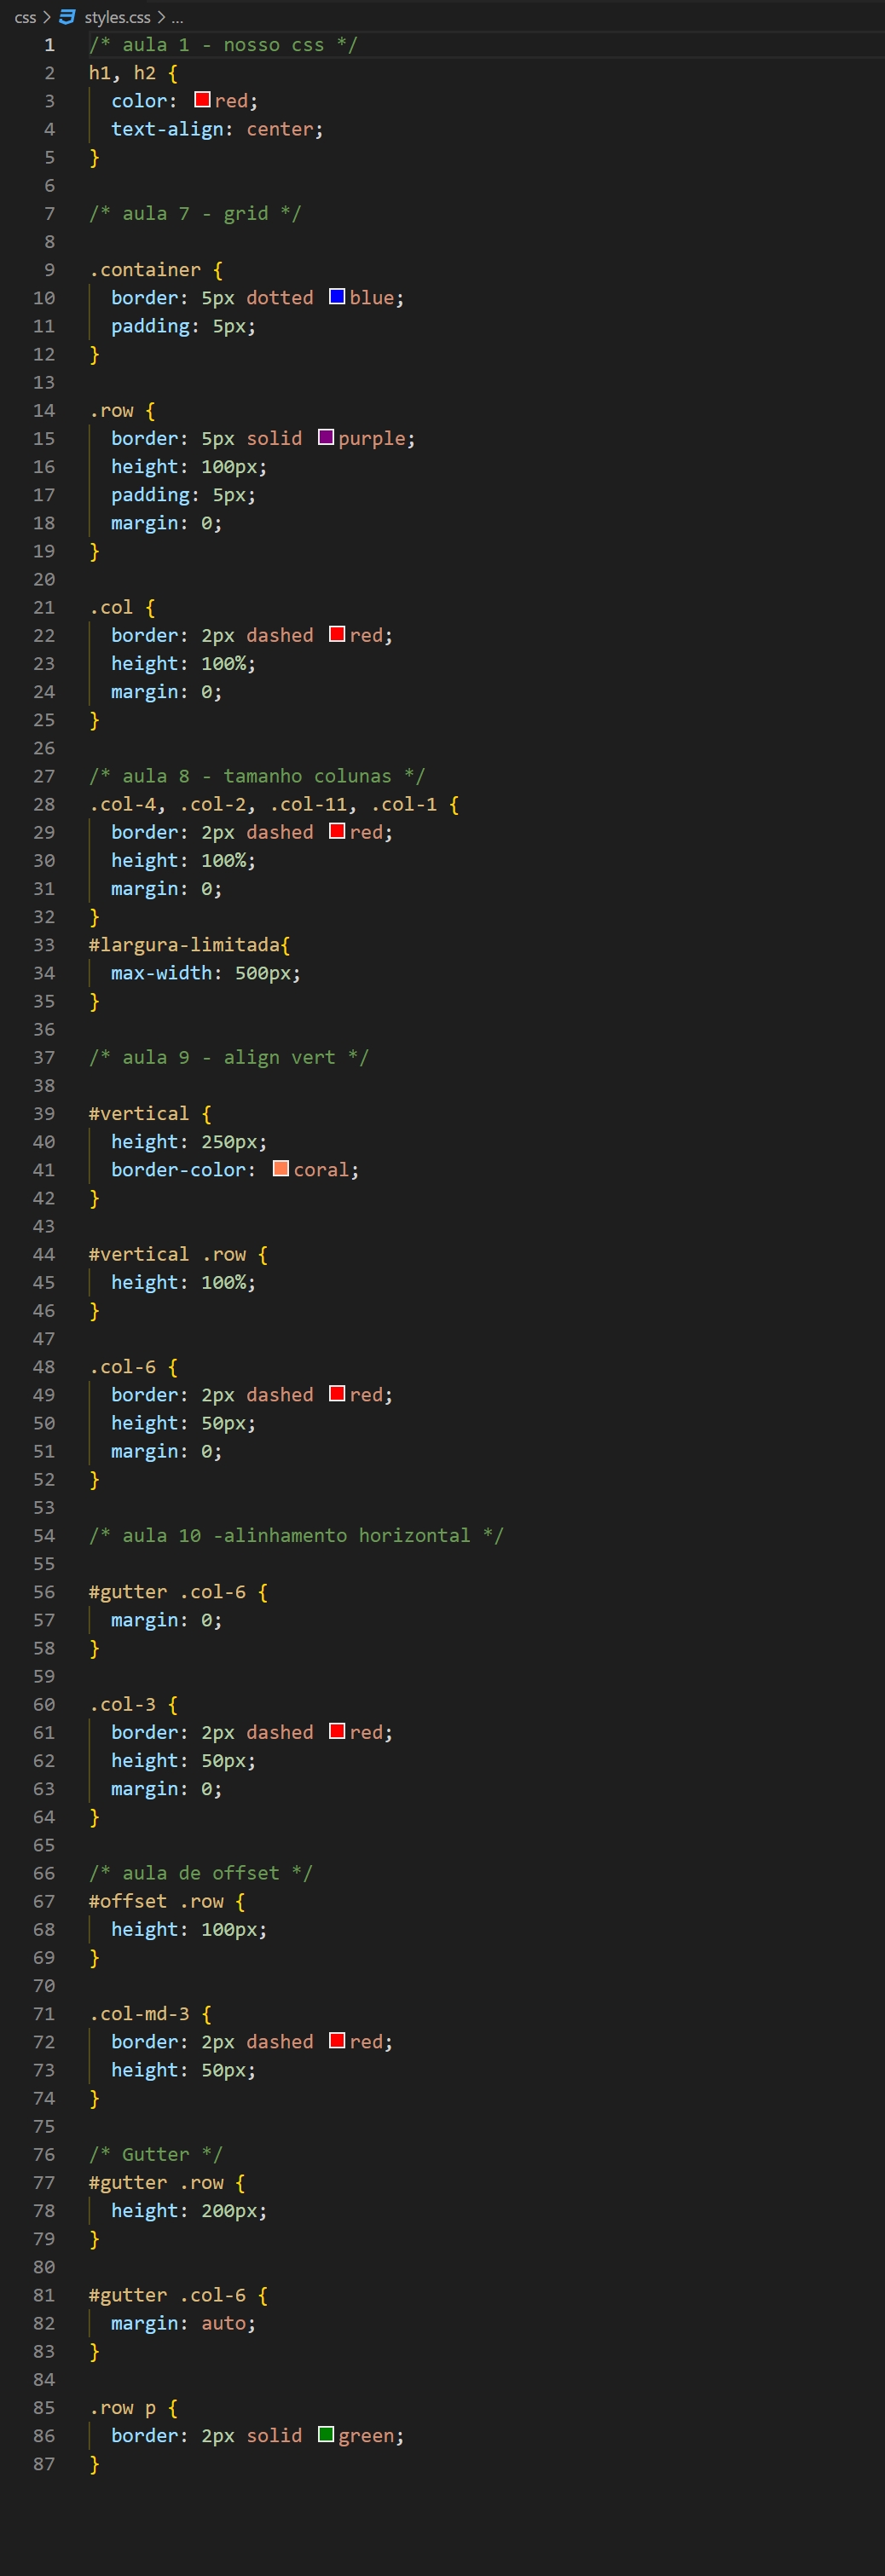 css > styles.css > ...
1 /* aula 1 - nosso css */
2 h1, h2 {
3   color: red;
4   text-align: center;
5 }
6
7 /* aula 7 - grid */
8
9 .container {
10   border: 5px dotted blue;
11   padding: 5px;
12 }
13
14 .row {
15   border: 5px solid purple;
16   height: 100px;
17   padding: 5px;
18   margin: 0;
19 }
20
21 .col {
22   border: 2px dashed red;
23   height: 100%;
24   margin: 0;
25 }
26
27 /* aula 8 - tamanho colunas */
28 .col-4, .col-2, .col-11, .col-1 {
29   border: 2px dashed red;
30   height: 100%;
31   margin: 0;
32 }
33 #largura-limitada{
34   max-width: 500px;
35 }
36
37 /* aula 9 - align vert */
38
39 #vertical {
40   height: 250px;
41   border-color: coral;
42 }
43
44 #vertical .row {
45   height: 100%;
46 }
47
48 .col-6 {
49   border: 2px dashed red;
50   height: 50px;
51   margin: 0;
52 }
53
54 /* aula 10 -alinhamento horizontal */
55
56 #gutter .col-6 {
57   margin: 0;
58 }
59
60 .col-3 {
61   border: 2px dashed red;
62   height: 50px;
63   margin: 0;
64 }
65
66 /* aula de offset */
67 #offset .row {
68   height: 100px;
69 }
70
71 .col-md-3 {
72   border: 2px dashed red;
73   height: 50px;
74 }
75
76 /* Gutter */
77 #gutter .row {
78   height: 200px;
79 }
80
81 #gutter .col-6 {
82   margin: auto;
83 }
84
85 .row p {
86   border: 2px solid green;
87 }